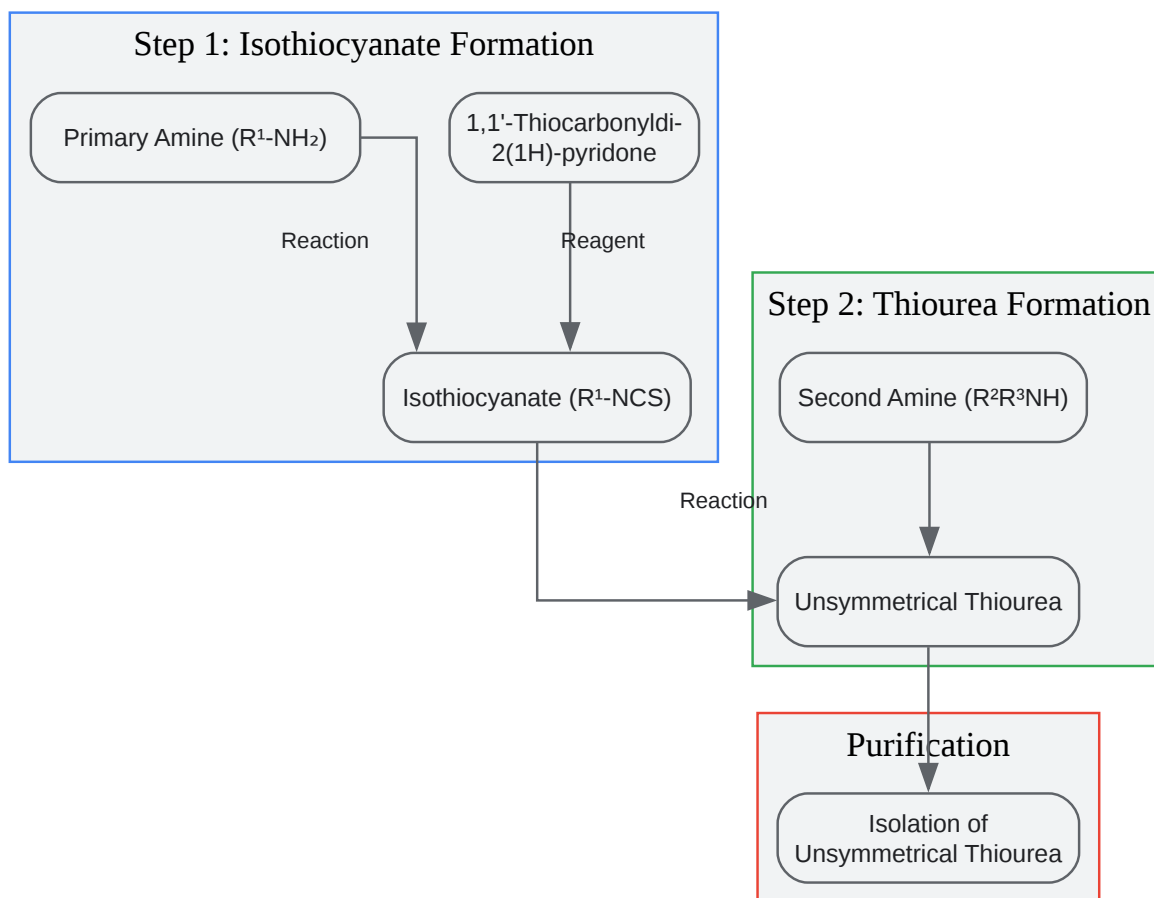 Step 1: Isothiocyanate Formation
Primary Amine (R¹-NH₂)
1,1'-Thiocarbonyldi-
2(1H)-pyridone
Reaction
Reagent
Isothiocyanate (R¹-NCS)
Step 2: Thiourea Formation
Second Amine (R²R³NH)
Reaction
Unsymmetrical Thiourea
Purification
Isolation of
Unsymmetrical Thiourea